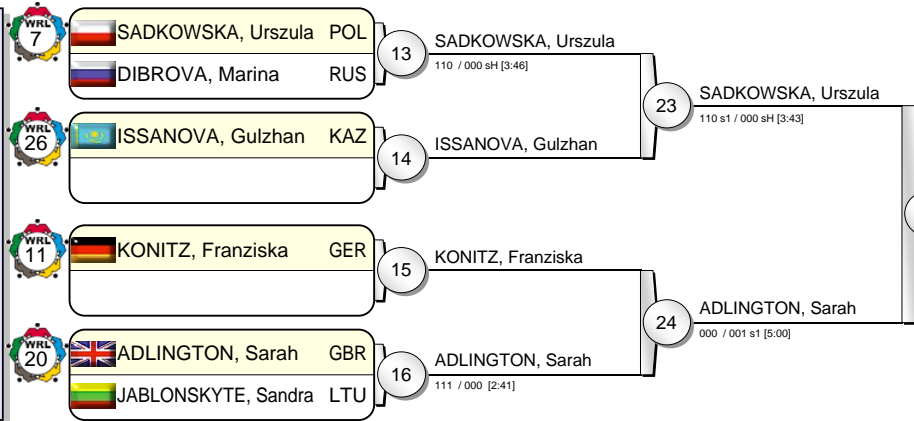 WRL
7
SADKOWSKA, Urszula POL
DIBROVA, Marina RUS
13
SADKOWSKA, Urszula
110 / 000 sH [3:46]
WRL
26
ISSANOVA, Gulzhan KAZ
14
ISSANOVA, Gulzhan
23
SADKOWSKA, Urszula
110 s1 / 000 sH [3:43]
WRL
11
KONITZ, Franziska GER
15
KONITZ, Franziska
WRL
20
ADLINGTON, Sarah GBR
JABLONSKYTE, Sandra LTU
16
ADLINGTON, Sarah
111 / 000 [2:41]
24
ADLINGTON, Sarah
000 / 001 s1 [5:00]